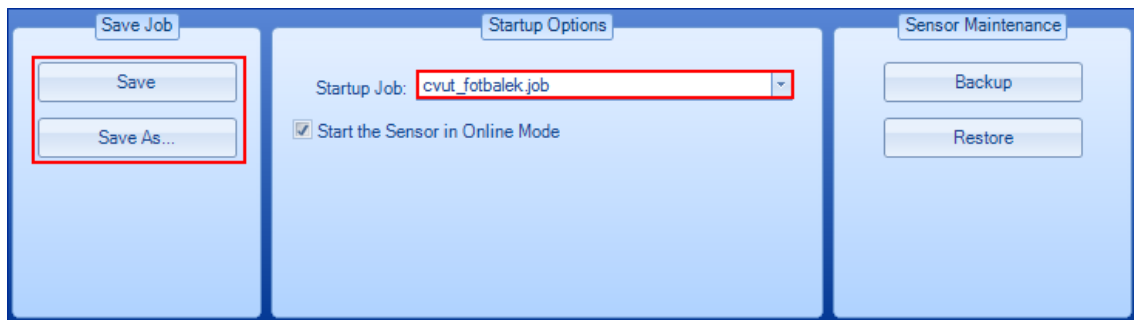 Save Job
Save
Save As...
Startup Options
Startup Job: cvut_fotbalek.job
Start the Sensor in Online Mode
Sensor Maintenance
Backup
Restore